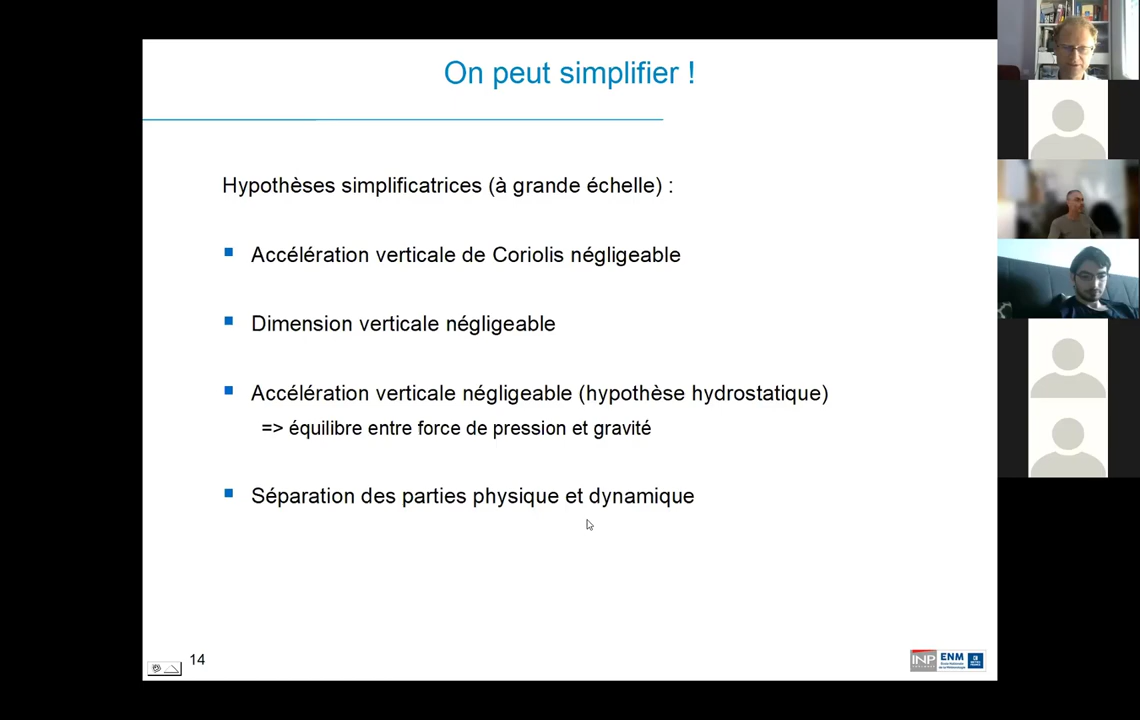 On peut simplifier !
Hypothèses simplificatrices (à grande échelle) :
Accélération verticale de Coriolis négligeable
Dimension verticale négligeable
Accélération verticale négligeable (hypothèse hydrostatique)
=> équilibre entre force de pression et gravité
Séparation des parties physique et dynamique
14
INP
ENM